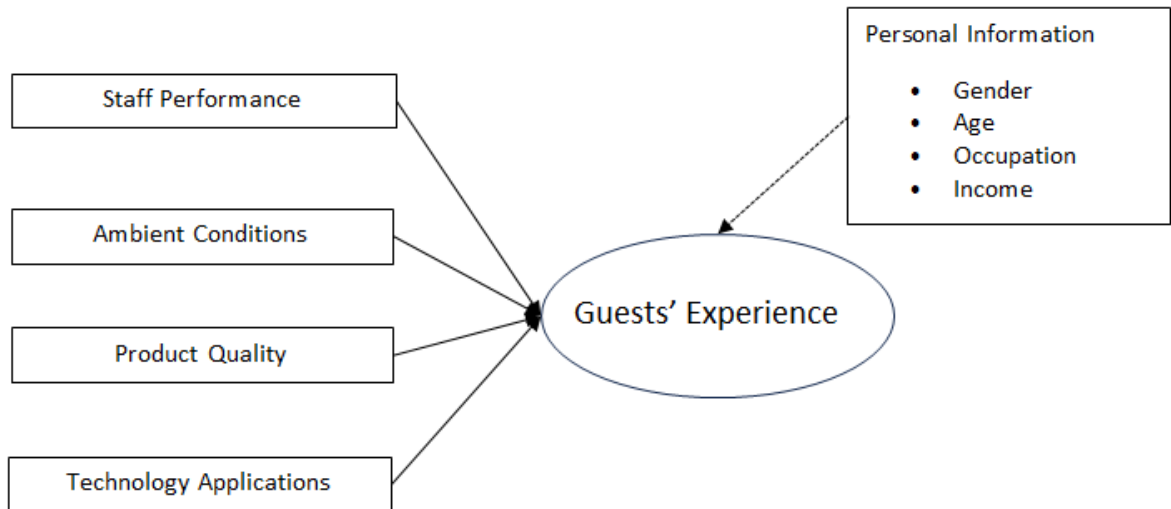 Personal Information
• Gender
• Age
• Occupation
• Income
Staff Performance
Ambient Conditions
Product Quality
Technology Applications
Guests’ Experience